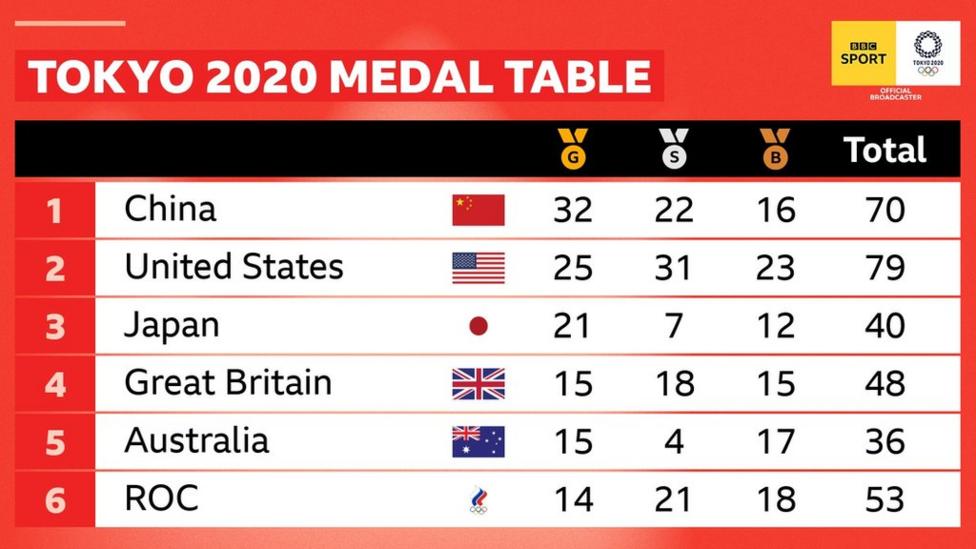 TOKYO 2020 MEDAL TABLE
BBC
SPORT
TOKYO 2020
OFFICIAL
BROADCASTER
G S B Total
1 China 32 22 16 70
2 United States 25 31 23 79
3 Japan 21 7 12 40
4 Great Britain 15 18 15 48
5 Australia 15 4 17 36
6 ROC 14 21 18 53